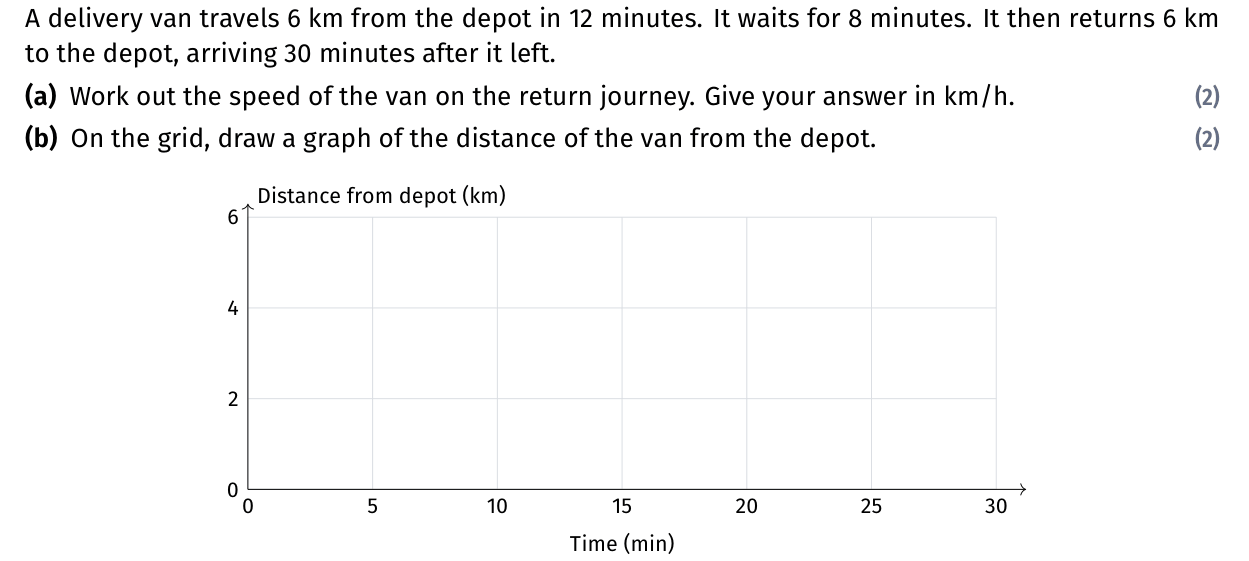 A delivery van travels 6 km from the depot in 12 minutes. It waits for 8 minutes. It then returns 6 km
to the depot, arriving 30 minutes after it left.
(a) Work out the speed of the van on the return journey. Give your answer in km/h. (2)
(b) On the grid, draw a graph of the distance of the van from the depot. (2)
Distance from depot (km)
6
4
2
0
0 5 10 15 20 25 30
Time (min)